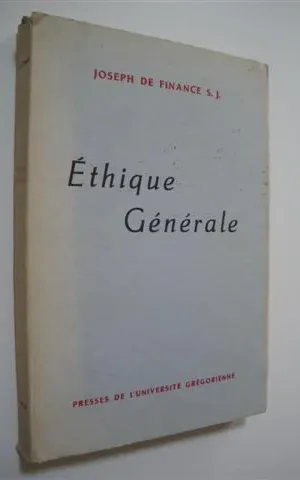 JOSEPH DE FINANCE S. J.
Éthique
Générale
PRESSES DE L'UNIVERSITÉ GRÉGORIENNE